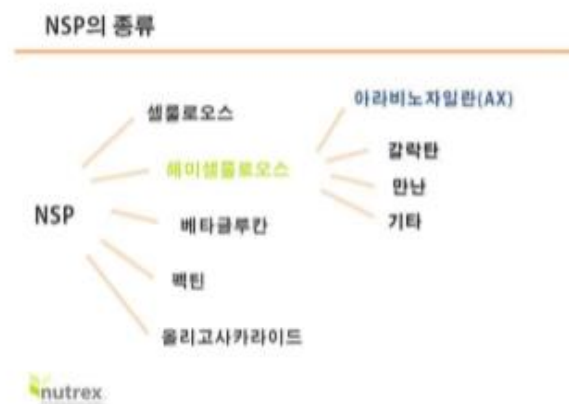 NSP의 종류
아라비노자일란(AX)
셀룰로오스
갈락탄
헤미셀룰로오스
만난
NSP
베타글루칸
기타
펙틴
올리고사카라이드
nutrex